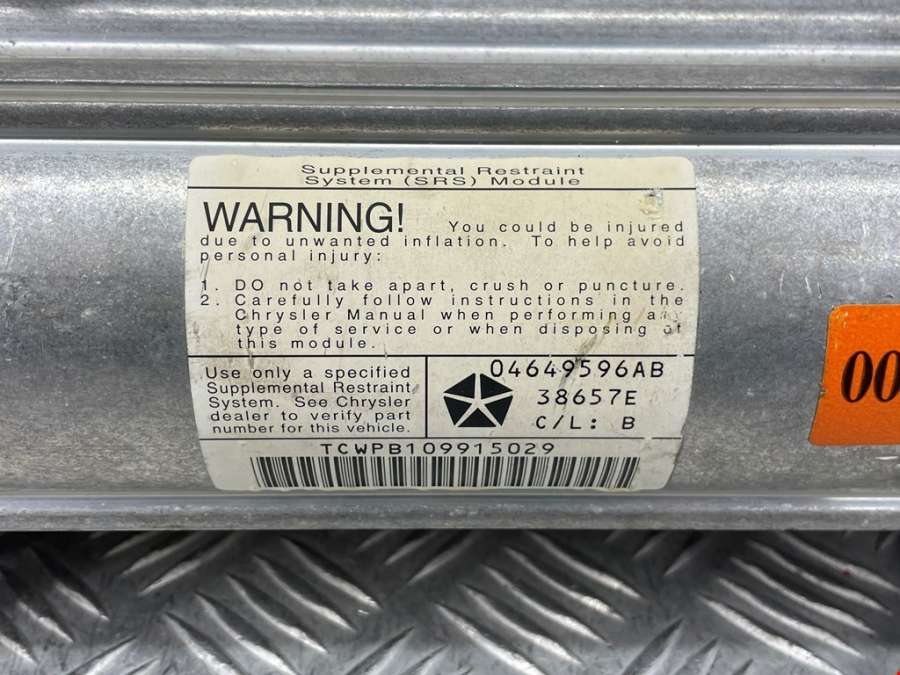 Supplemental Restraint
System (SRS) Module
WARNING! You could be injured
due to unwanted inflation. To help avoid
personal injury:
1. DO not take apart, crush or puncture.
2. Carefully follow instructions in the
Chrysler Manual when performing any
type of service or when disposing of
this module.
Use only a specified
Supplemental Restraint
System. See Chrysler
dealer to verify part
number for this vehicle.
04649596AB
38657E
C/L: B
TCWPB109915029
00